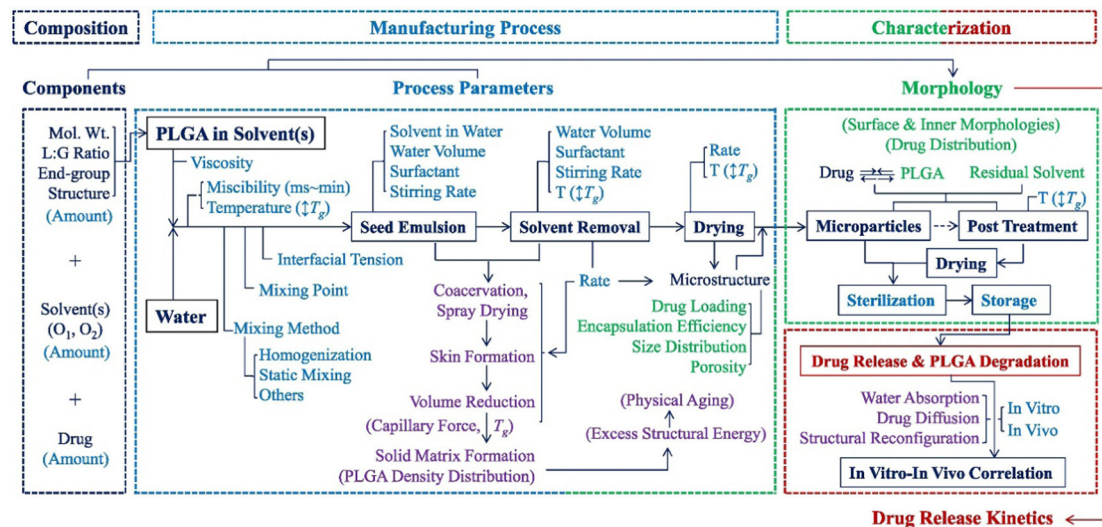 Composition
Manufacturing Process
Characterization
Components
Process Parameters
Morphology
Mol. Wt.
L:G Ratio
End-group
Structure
(Amount)
+
Solvent(s)
(O₁, O₂)
(Amount)
+
Drug
(Amount)
PLGA in Solvent(s)
Viscosity
Miscibility (ms~min)
Temperature (↕Tg)
Interfacial Tension
Mixing Point
Water
Mixing Method
Homogenization
Static Mixing
Others
Solvent in Water
Water Volume
Surfactant
Stirring Rate
Seed Emulsion
Water Volume
Surfactant
Stirring Rate
T (↕Tg)
Solvent Removal
Rate
T (↕Tg)
Drying
Coacervation,
Spray Drying
Skin Formation
Volume Reduction
(Capillary Force, Tg)
Solid Matrix Formation
(PLGA Density Distribution)
Rate
Microstructure
Drug Loading
Encapsulation Efficiency
Size Distribution
Porosity
(Physical Aging)
(Excess Structural Energy)
(Surface & Inner Morphologies)
(Drug Distribution)
Drug ⇌ PLGA
Residual Solvent
T (↕Tg)
Microparticles
Post Treatment
Drying
Sterilization
Storage
Drug Release & PLGA Degradation
Water Absorption
Drug Diffusion
Structural Reconfiguration
In Vitro
In Vivo
In Vitro-In Vivo Correlation
Drug Release Kinetics